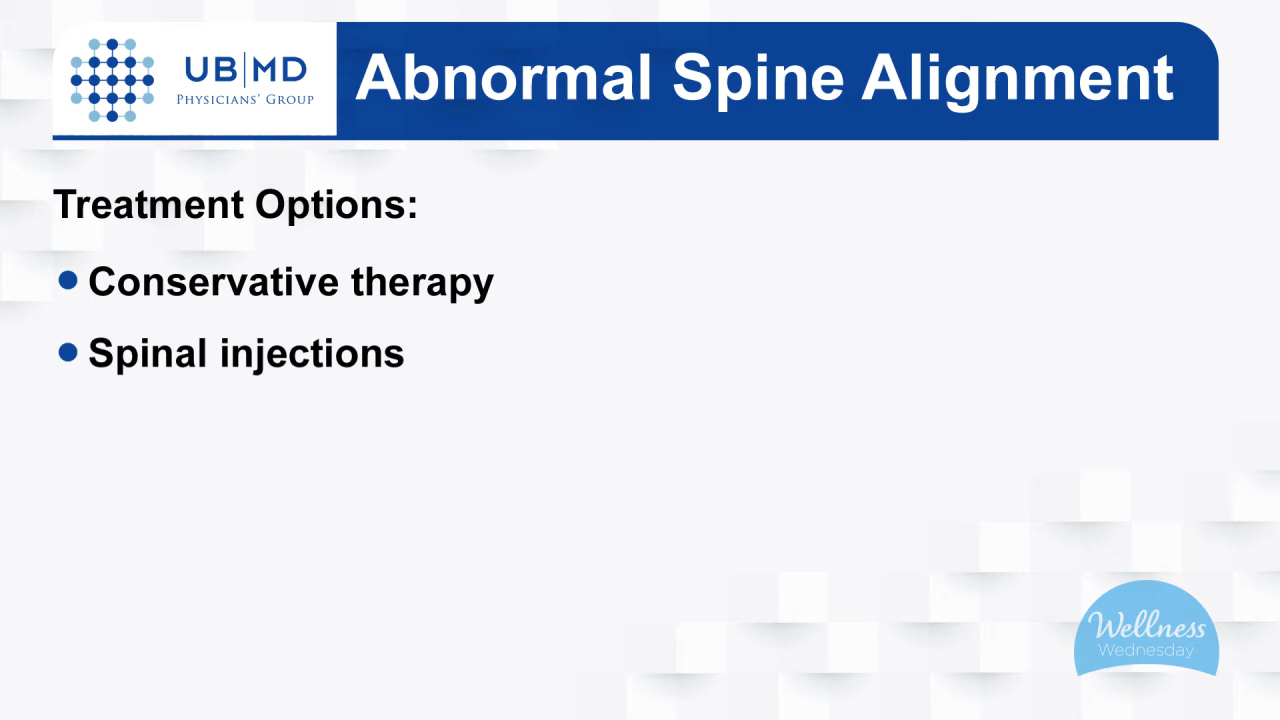 UB|MD
PHYSICIANS' GROUP
Abnormal Spine Alignment
Treatment Options:
• Conservative therapy
• Spinal injections
Wellness
Wednesday